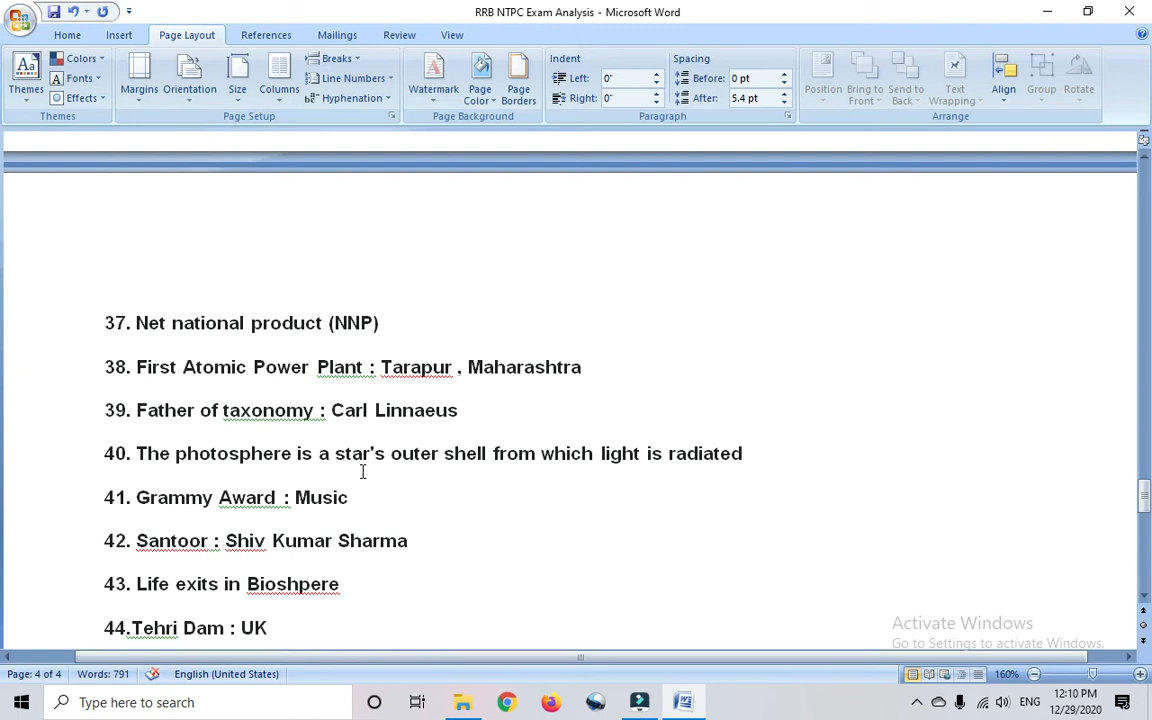 RRB NTPC Exam Analysis - Microsoft Word
Home Insert Page Layout References Mailings Review View
Themes
Colors
Fonts
Effects
Themes
Margins Orientation Size Columns
Breaks
Line Numbers
Hyphenation
Page Setup
Watermark Page Color Page Borders
Page Background
Indent
Left: 0"
Right: 0"
Spacing
Before: 0 pt
After: 5.4 pt
Paragraph
Position Bring to Front Send to Back Text Wrapping Align Group Rotate
Arrange
37. Net national product (NNP)
38. First Atomic Power Plant : Tarapur , Maharashtra
39. Father of taxonomy : Carl Linnaeus
40. The photosphere is a star's outer shell from which light is radiated
41. Grammy Award : Music
42. Santoor : Shiv Kumar Sharma
43. Life exits in Bioshpere
44.Tehri Dam : UK
Activate Windows
Go to Settings to activate Windows.
Page: 4 of 4 Words: 791 English (United States) 160%
Type here to search
ENG
12:10 PM
12/29/2020